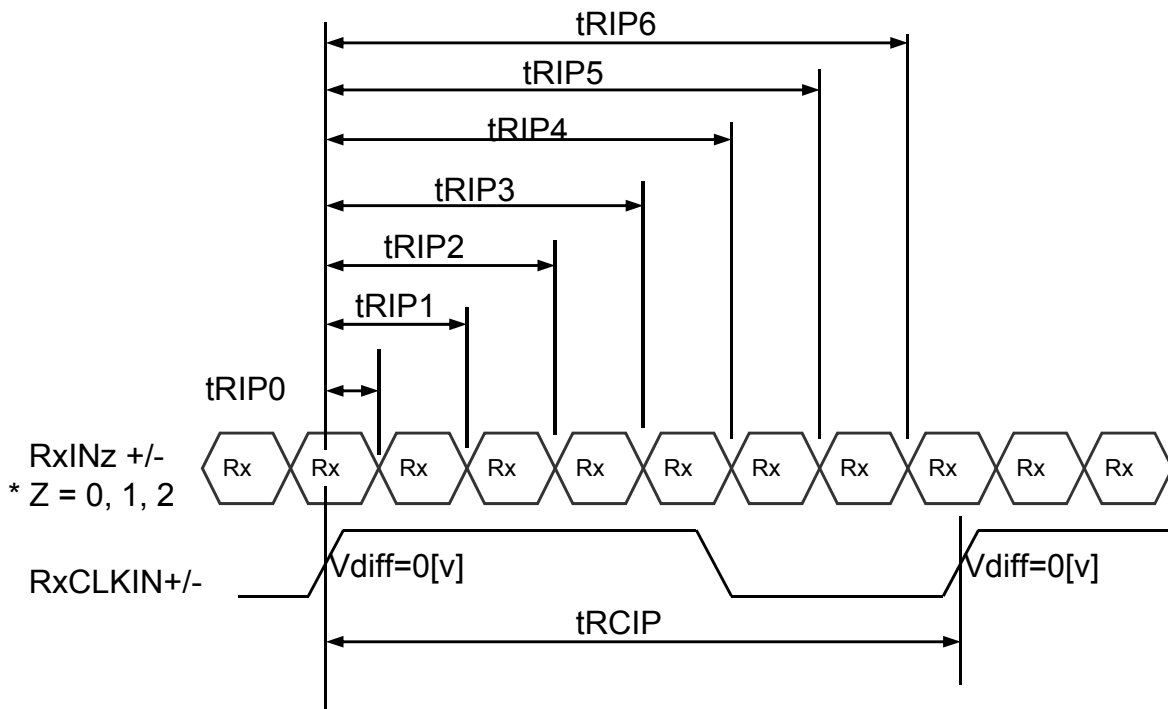 tRIP6
tRIP5
tRIP4
tRIP3
tRIP2
tRIP1
tRIP0
RxINz +/-
* Z = 0, 1, 2
Rx Rx Rx Rx Rx Rx Rx Rx Rx Rx Rx
RxCLKIN+/-
Vdiff=0[v] Vdiff=0[v]
tRCIP